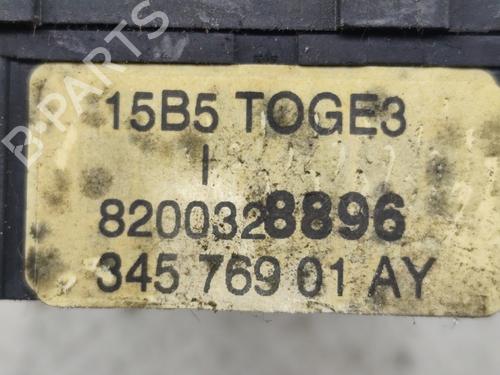 B-PARTS
15B5 TOGE3
I
8200328896
345 769 01 AY